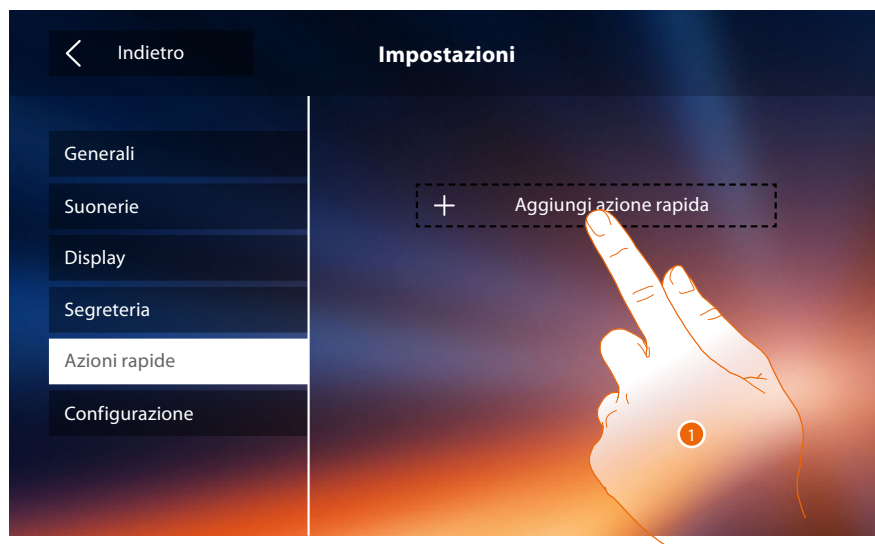 Indietro
Impostazioni
Generali
Suonerie
Display
Segreteria
Azioni rapide
Configurazione
+ Aggiungi azione rapida
1